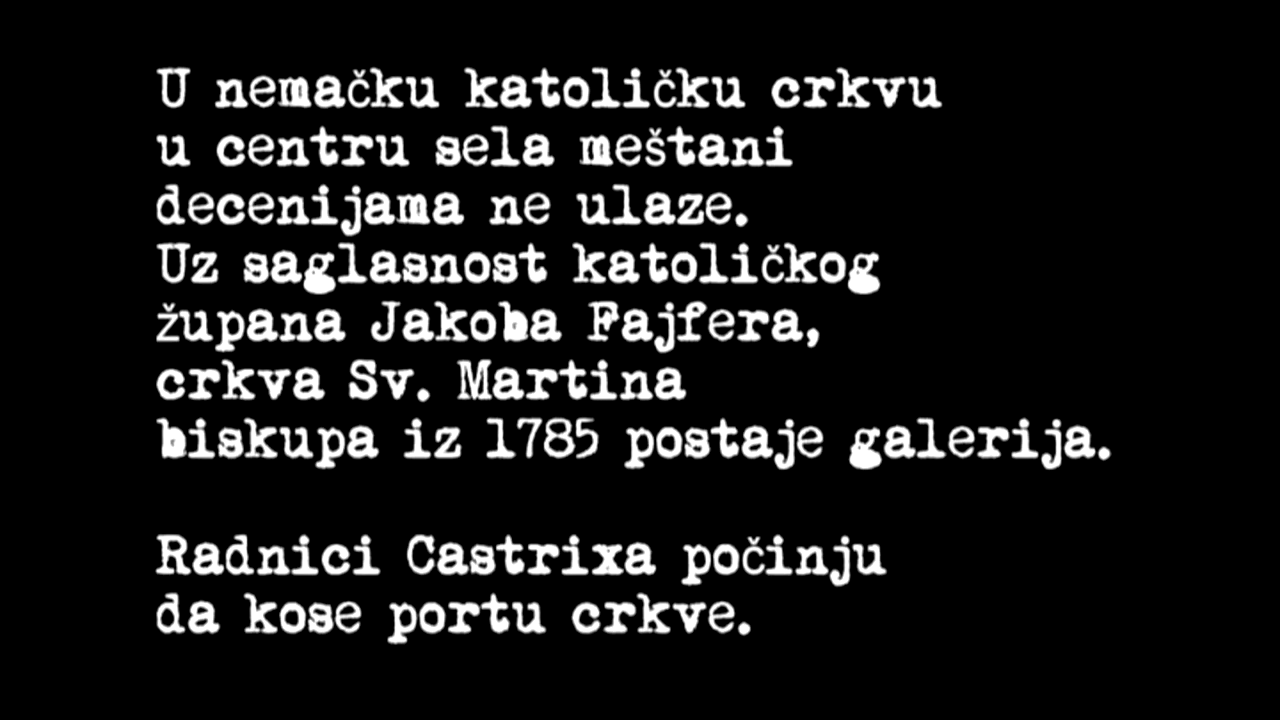 U nemačku katoličku crkvu
u centru sela meštani
decenijama ne ulaze.
Uz saglasnost katoličkog
župana Jakoba Fajfera,
crkva Sv. Martina
biskupa iz 1785 postaje galerija.
Radnici Castrixa počinju
da kose portu crkve.